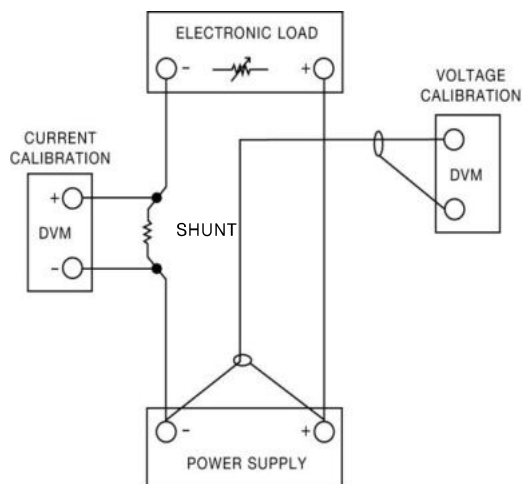 ELECTRONIC LOAD
- +
VOLTAGE
CALIBRATION
CURRENT
CALIBRATION
+
DVM
-
SHUNT
DVM
- +
POWER SUPPLY